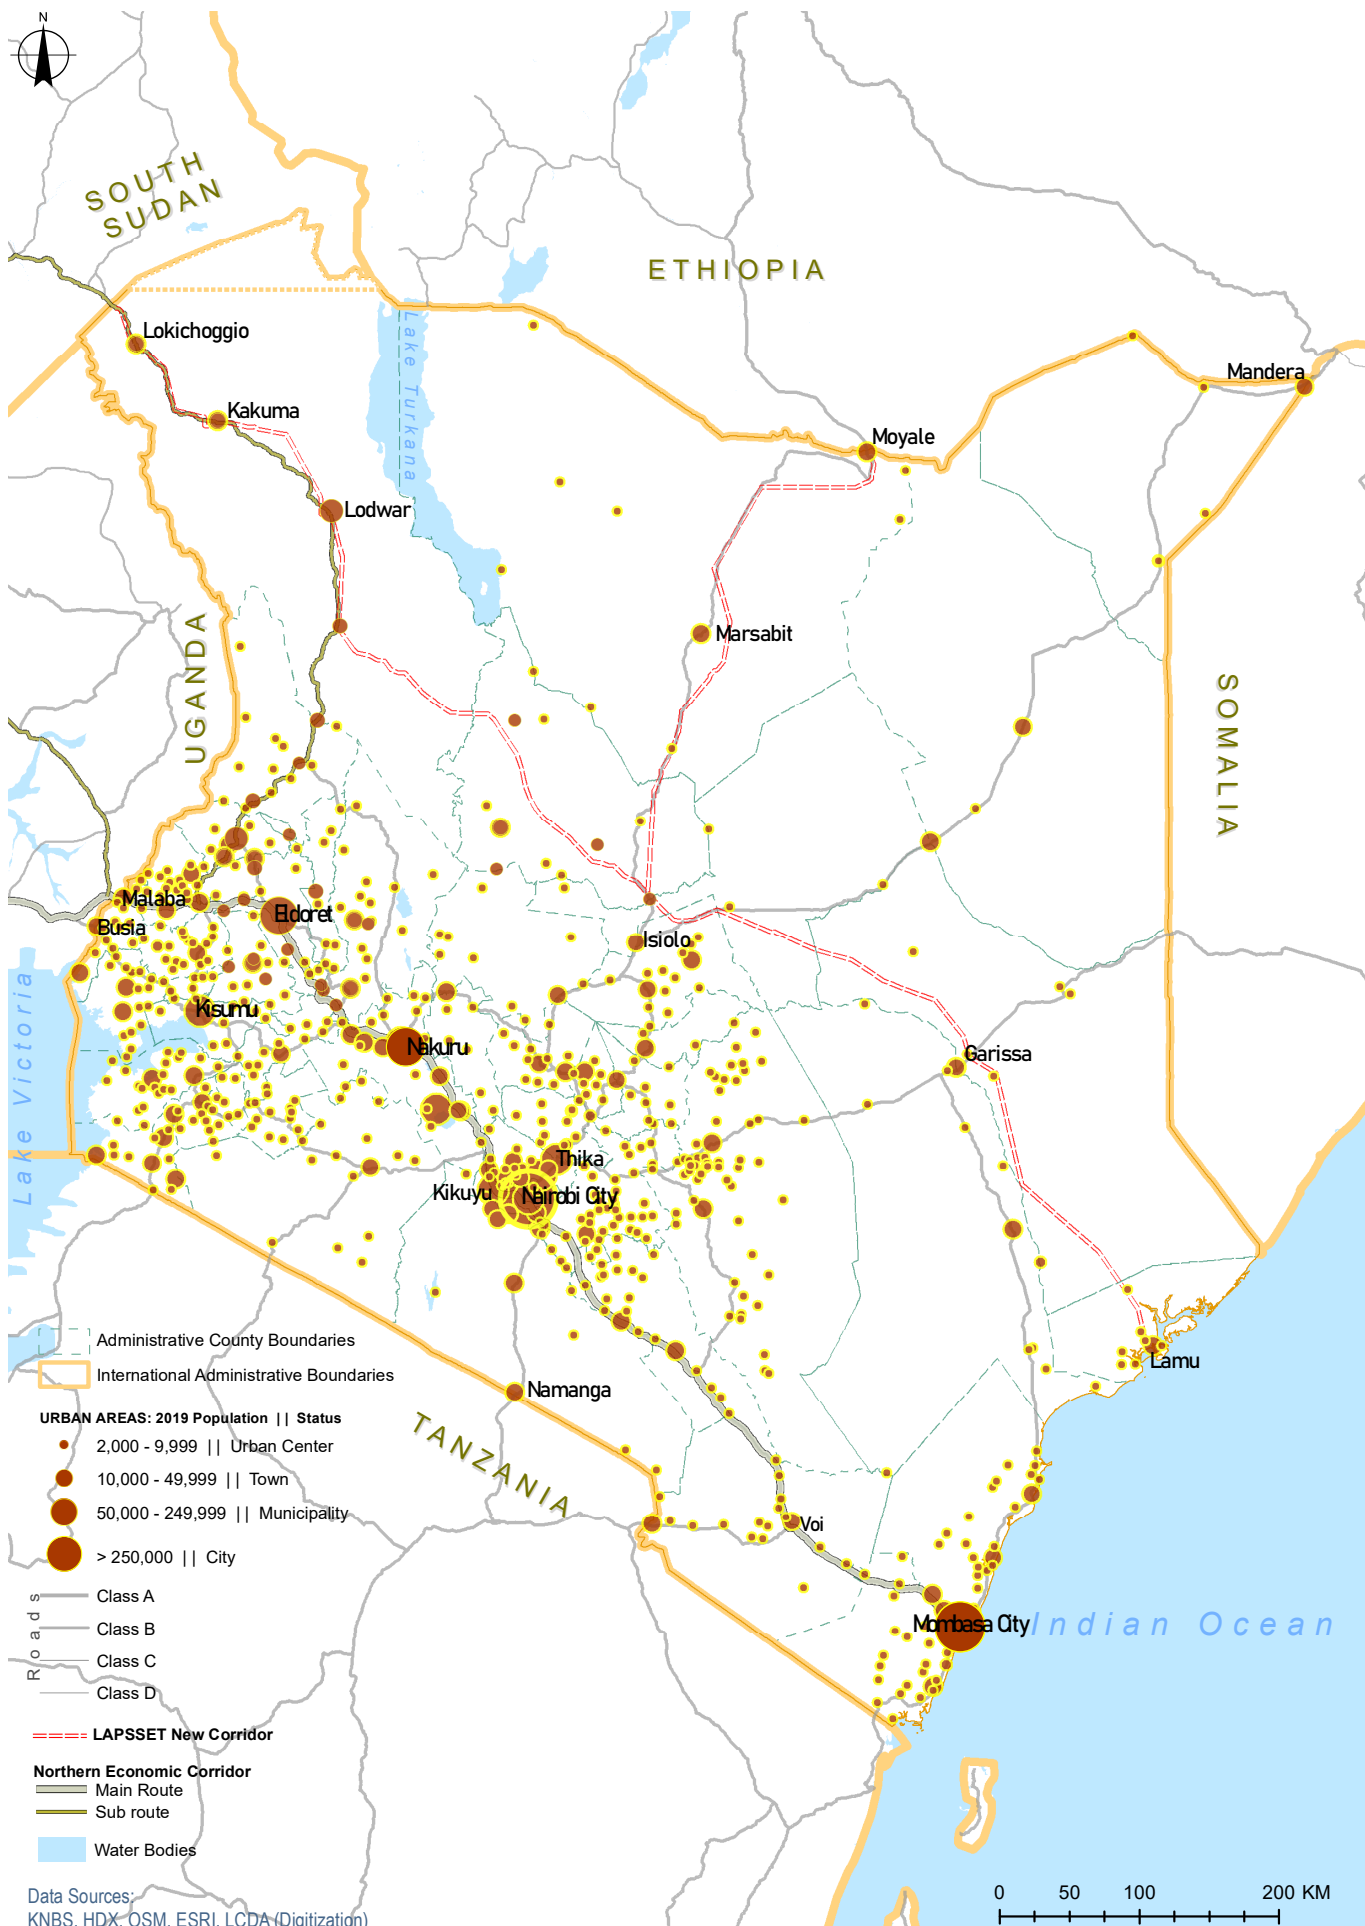 N
SOUTH
SUDAN
ETHIOPIA
Lokichoggio
Lake Turkana
Mandera
Kakuma
Moyale
Lodwar
UGANDA
Marsabit
SOMALIA
Malaba
Eldoret
Busia
Isiolo
Lake Victoria
Kisumu
Nakuru
Garissa
Thika
Kikuyu
Nairobi City
Lamu
Namanga
TANZANIA
Voi
Mombasa City
Indian Ocean
Administrative County Boundaries
International Administrative Boundaries
URBAN AREAS: 2019 Population || Status
2,000 - 9,999 || Urban Center
10,000 - 49,999 || Town
50,000 - 249,999 || Municipality
> 250,000 || City
Roads
Class A
Class B
Class C
Class D
LAPSSET New Corridor
Northern Economic Corridor
Main Route
Sub route
Water Bodies
Data Sources:
KNBS, HDX, OSM, ESRI, LCDA (Digitization)
0 50 100 200 KM